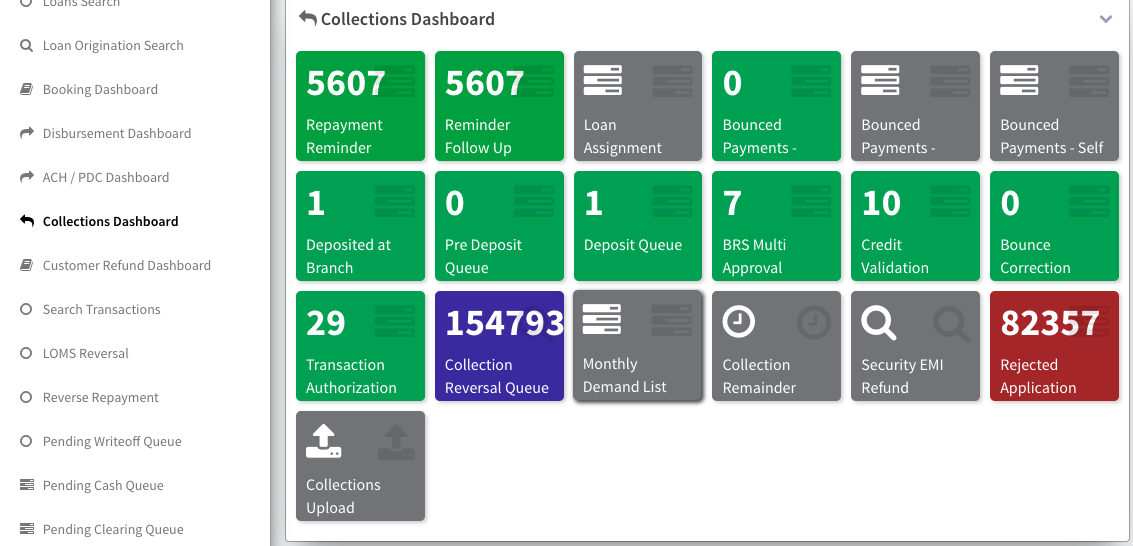 Loans Search
Loan Origination Search
Booking Dashboard
Disbursement Dashboard
ACH / PDC Dashboard
Collections Dashboard
Customer Refund Dashboard
Search Transactions
LOMS Reversal
Reverse Repayment
Pending Writeoff Queue
Pending Cash Queue
Pending Clearing Queue
Collections Dashboard
5607
Repayment
Reminder
5607
Reminder
Follow Up
Loan
Assignment
0
Bounced
Payments -
Bounced
Payments -
Bounced
Payments - Self
1
Deposited at
Branch
0
Pre Deposit
Queue
1
Deposit Queue
7
BRS Multi
Approval
10
Credit
Validation
0
Bounce
Correction
29
Transaction
Authorization
154793
Collection
Reversal Queue
Monthly
Demand List
Collection
Remainder
Security EMI
Refund
82357
Rejected
Application
Collections
Upload